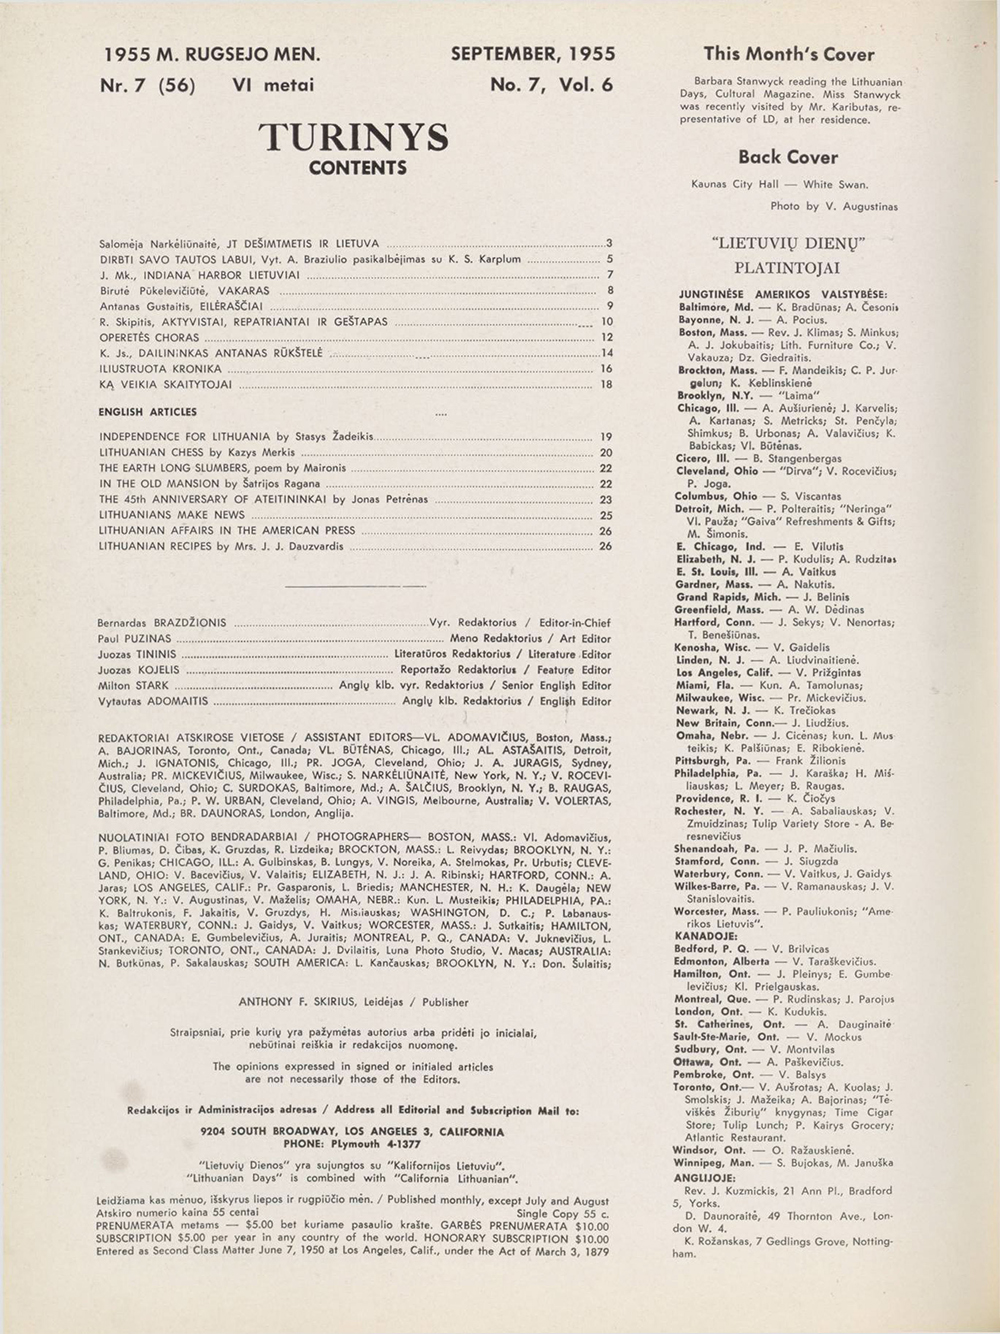 1955 M. RUGSEJO MEN.
Nr. 7 (56) VI metai
SEPTEMBER, 1955
No. 7, Vol. 6
TURINYS
CONTENTS
Salomėja Narkėliūnaitė, JT DEŠIMTMETIS IR LIETUVA 3
DIRBTI SAVO TAUTOS LABUI, Vyt. A. Braziulio pasikalbėjimas su K. S. Karplum 5
J. Mk., INDIANA HARBOR LIETUVIAI 7
Birutė Pūkelevičiūtė, VAKARAS 8
Antanas Gustaitis, EILĖRAŠČIAI 9
R. Skipitis, AKTYVISTAI, REPATRIANTAI IR GEŠTAPAS 10
OPERETĖS CHORAS 12
K. Js., DAILININKAS ANTANAS RŪKŠTELĖ 14
ILIUSTRUOTA KRONIKA 16
KĄ VEIKIA SKAITYTOJAI 18
ENGLISH ARTICLES
INDEPENDENCE FOR LITHUANIA by Stasys Žadeikis 19
LITHUANIAN CHESS by Kazys Merkis 20
THE EARTH LONG SLUMBERS, poem by Maironis 22
IN THE OLD MANSION by Šatrijos Ragana 22
THE 45th ANNIVERSARY OF ATEITININKAI by Jonas Petrėnas 23
LITHUANIANS MAKE NEWS 25
LITHUANIAN AFFAIRS IN THE AMERICAN PRESS 26
LITHUANIAN RECIPES by Mrs. J. J. Dauzvardis 26
Bernardas BRAZDŽIONIS Vyr. Redaktorius / Editor-in-Chief
Paul PUZINAS Meno Redaktorius / Art Editor
Juozas TININIS Literatūros Redaktorius / Literature Editor
Juozas KOJELIS Reportažo Redaktorius / Feature Editor
Milton STARK Anglų klb. vyr. Redaktorius / Senior English Editor
Vytautas ADOMAITIS Anglų klb. Redaktorius / English Editor
REDAKTORIAI ATSKIROSE VIETOSE / ASSISTANT EDITORS—VL. ADOMAVIČIUS, Boston, Mass.;
A. BAJORINAS, Toronto, Ont., Canada; VL. BŪTĖNAS, Chicago, Ill.; AL. ASTAŠAITIS, Detroit,
Mich.; J. IGNATONIS, Chicago, Ill.; PR. JOGA, Cleveland, Ohio; J. A. JURAGIS, Sydney,
Australia; PR. MICKEVIČIUS, Milwaukee, Wisc.; S. NARKĖLIŪNAITĖ, New York, N. Y.; V. ROCEVI-
ČIUS, Cleveland, Ohio; C. SURDOKAS, Baltimore, Md.; A. ŠALČIUS, Brooklyn, N. Y.; B. RAUGAS,
Philadelphia, Pa.; P. W. URBAN, Cleveland, Ohio; A. VINGIS, Melbourne, Australia; V. VOLERTAS,
Baltimore, Md.; BR. DAUNORAS, London, Anglija.
NUOLATINIAI FOTO BENDRADARBIAI / PHOTOGRAPHERS— BOSTON, MASS.: Vl. Adomavičius,
P. Bliumas, D. Čibas, K. Gruzdas, R. Lizdeika; BROCKTON, MASS.: L. Reivydas; BROOKLYN, N. Y.:
G. Penikas; CHICAGO, ILL.: A. Gulbinskas, B. Lungys, V. Noreika, A. Stelmokas, Pr. Urbutis; CLEVE-
LAND, OHIO: V. Bacevičius, V. Valaitis; ELIZABETH, N. J.: J. A. Ribinski; HARTFORD, CONN.: A.
Jaras; LOS ANGELES, CALIF.: Pr. Gasparonis, L. Briedis; MANCHESTER, N. H.: K. Daugėla; NEW
YORK, N. Y.: V. Augustinas, V. Maželis; OMAHA, NEBR.: Kun. L. Musteikis; PHILADELPHIA, PA.:
K. Baltrukonis, F. Jakaitis, V. Gruzdys, H. Misliauskas; WASHINGTON, D. C.; P. Labanaus-
kas; WATERBURY, CONN.: J. Gaidys, V. Vaitkus; WORCESTER, MASS.: J. Sutkaitis; HAMILTON,
ONT., CANADA: E. Gumbelevičius, A. Juraitis; MONTREAL, P. Q., CANADA: V. Juknevičius, L.
Stankevičius; TORONTO, ONT., CANADA: J. Dvilaitis, Luna Photo Studio, V. Macas; AUSTRALIA:
N. Butkūnas, P. Sakalauskas; SOUTH AMERICA: L. Kančauskas; BROOKLYN, N. Y.: Don. Šulaitis;
ANTHONY F. SKIRIUS, Leidėjas / Publisher
Straipsniai, prie kurių yra pažymėtas autorius arba pridėti jo inicialai,
nebūtinai reiškia ir redakcijos nuomonę.
The opinions expressed in signed or initialed articles
are not necessarily those of the Editors.
Redakcijos ir Administracijos adresas / Address all Editorial and Subscription Mail to:
9204 SOUTH BROADWAY, LOS ANGELES 3, CALIFORNIA
PHONE: PLymouth 4-1377
"Lietuvių Dienos" yra sujungtos su "Kalifornijos Lietuviu".
"Lithuanian Days" is combined with "California Lithuanian".
Leidžiama kas mėnuo, išskyrus liepos ir rugpiūčio mėn. / Published monthly, except July and August
Atskiro numerio kaina 55 centai Single Copy 55 c.
PRENUMERATA metams — $5.00 bet kuriame pasaulio krašte. GARBĖS PRENUMERATA $10.00
SUBSCRIPTION $5.00 per year in any country of the world. HONORARY SUBSCRIPTION $10.00
Entered as Second Class Matter June 7, 1950 at Los Angeles, Calif., under the Act of March 3, 1879
This Month's Cover
Barbara Stanwyck reading the Lithuanian
Days, Cultural Magazine. Miss Stanwyck
was recently visited by Mr. Kaributas, re-
presentative of LD, at her residence.
Back Cover
Kaunas City Hall — White Swan.
Photo by V. Augustinas
"LIETUVIŲ DIENŲ"
PLATINTOJAI
JUNGTINĖSE AMERIKOS VALSTYBĖSE:
Baltimore, Md. — K. Bradūnas; A. Česonis
Bayonne, N. J. — A. Pocius.
Boston, Mass. — Rev. J. Klimas; S. Minkus;
A. J. Jokubaitis; Lith. Furniture Co.; V.
Vakauza; Dz. Giedraitis.
Brockton, Mass. — F. Mandeikis; C. P. Jur-
gelun; K. Keblinskienė
Brooklyn, N.Y. — "Laima"
Chicago, Ill. — A. Aušiurienė; J. Karvelis;
A. Kartanas; S. Metricks; St. Penčyla;
Shimkus; B. Urbonas; A. Valavičius; K.
Babickas; Vl. Būtėnas.
Cicero, Ill. — B. Stangenbergas
Cleveland, Ohio — "Dirva"; V. Rocevičius;
P. Joga.
Columbus, Ohio — S. Viscantas
Detroit, Mich. — P. Polteraitis; "Neringa"
Vl. Pauža; "Gaiva" Refreshments & Gifts;
M. Šimonis.
E. Chicago, Ind. — E. Vilutis
Elizabeth, N. J. — P. Kudulis; A. Rudzitas
E. St. Louis, Ill. — A. Vaitkus
Gardner, Mass. — A. Nakutis.
Grand Rapids, Mich. — J. Belinis
Greenfield, Mass. — A. W. Dėdinas
Hartford, Conn. — J. Sekys; V. Nenortas;
T. Benešiūnas.
Kenosha, Wisc. — V. Gaidelis
Linden, N. J. — A. Liudvinaitienė.
Los Angeles, Calif. — V. Prižgintas
Miami, Fla. — Kun. A. Tamolunas;
Milwaukee, Wisc. — Pr. Mickevičius.
Newark, N. J. — K. Trečiokas
New Britain, Conn.— J. Liudžius.
Omaha, Nebr. — J. Cicėnas; kun. L. Mus
teikis; K. Palšiūnas; E. Ribokienė.
Pittsburgh, Pa. — Frank Žilionis
Philadelphia, Pa. — J. Karaška; H. Miš-
liauskas; L. Meyer; B. Raugas.
Providence, R. I. — K. Čiočys
Rochester, N. Y. — A. Sabaliauskas; V.
Zmuidzinas; Tulip Variety Store - A. Be-
resnevičius
Shenandoah, Pa. — J. P. Mačiulis.
Stamford, Conn. — J. Siugzda
Waterbury, Conn. — V. Vaitkus, J. Gaidys
Wilkes-Barre, Pa. — V. Ramanauskas; J. V.
Stanislovaitis.
Worcester, Mass. — P. Pauliukonis; "Ame-
rikos Lietuvis".
KANADOJE:
Bedford, P. Q. — V. Brilvicas
Edmonton, Alberta — V. Taraškevičius.
Hamilton, Ont. — J. Pleinys; E. Gumbe
levičius; Kl. Prielgauskas.
Montreal, Que. — P. Rudinskas; J. Parojus
London, Ont. — K. Kudukis.
St. Catherines, Ont. — A. Dauginaitė
Sault-Ste-Marie, Ont. — V. Mockus
Sudbury, Ont. — V. Montvilas
Ottawa, Ont. — A. Paškevičius.
Pembroke, Ont. — V. Balsys
Toronto, Ont.— V. Aušrotas; A. Kuolas; J.
Smolskis; J. Mažeika; A. Bajorinas; "Tė-
viškės Žiburių" knygynas; Time Cigar
Store; Tulip Lunch; P. Kairys Grocery;
Atlantic Restaurant.
Windsor, Ont. — O. Ražauskienė.
Winnipeg, Man. — S. Bujokas, M. Januška
ANGLIJOJE:
Rev. J. Kuzmickis, 21 Ann Pl., Bradford
5, Yorks.
D. Daunoraitė, 49 Thornton Ave., Lon-
don W. 4.
K. Rožanskas, 7 Gedlings Grove, Notting-
ham.